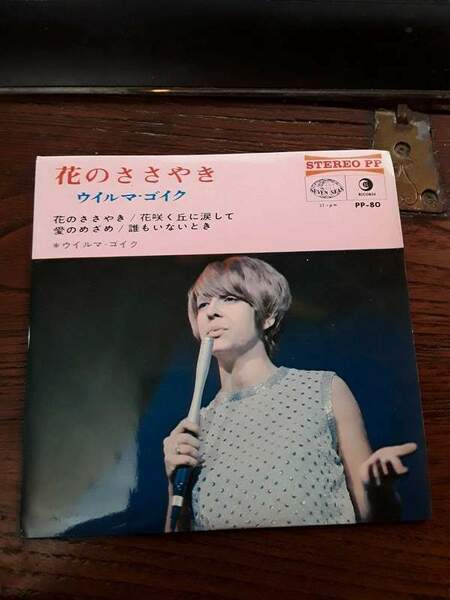 花のささやき
ウイルマ・ゴイク
花のささやき/花咲く丘に涙して
愛のめざめ/誰もいないとき
*ウイルマ・ゴイク
STEREO PP
SEVEN SEAS
RECORDS
PP-80